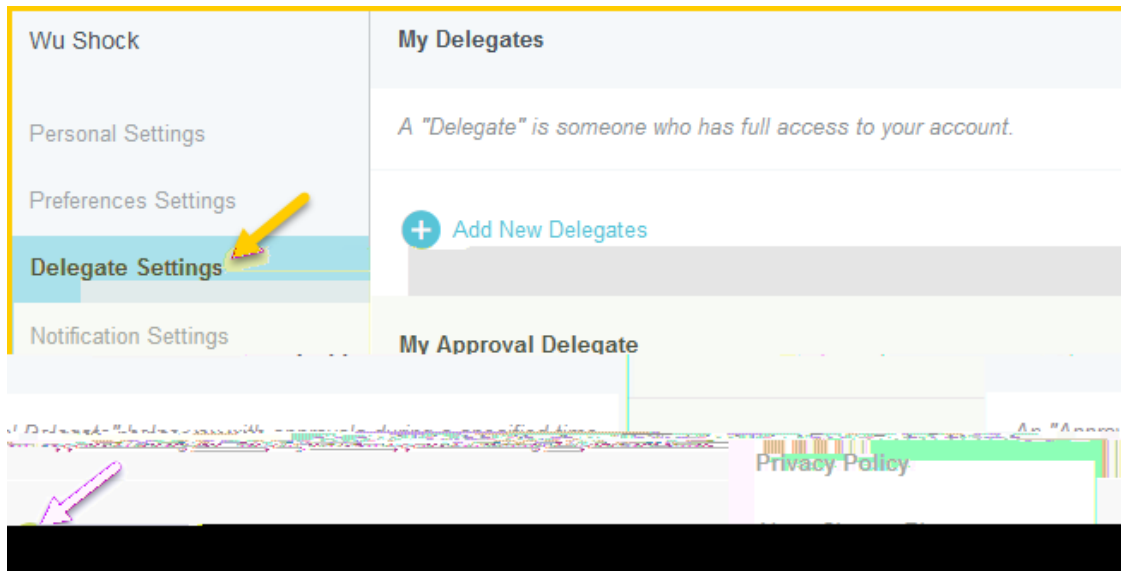 Wu Shock
My Delegates
Personal Settings
A "Delegate" is someone who has full access to your account.
Preferences Settings
Add New Delegates
Delegate Settings
Notification Settings
My Approval Delegate
Privacy Policy